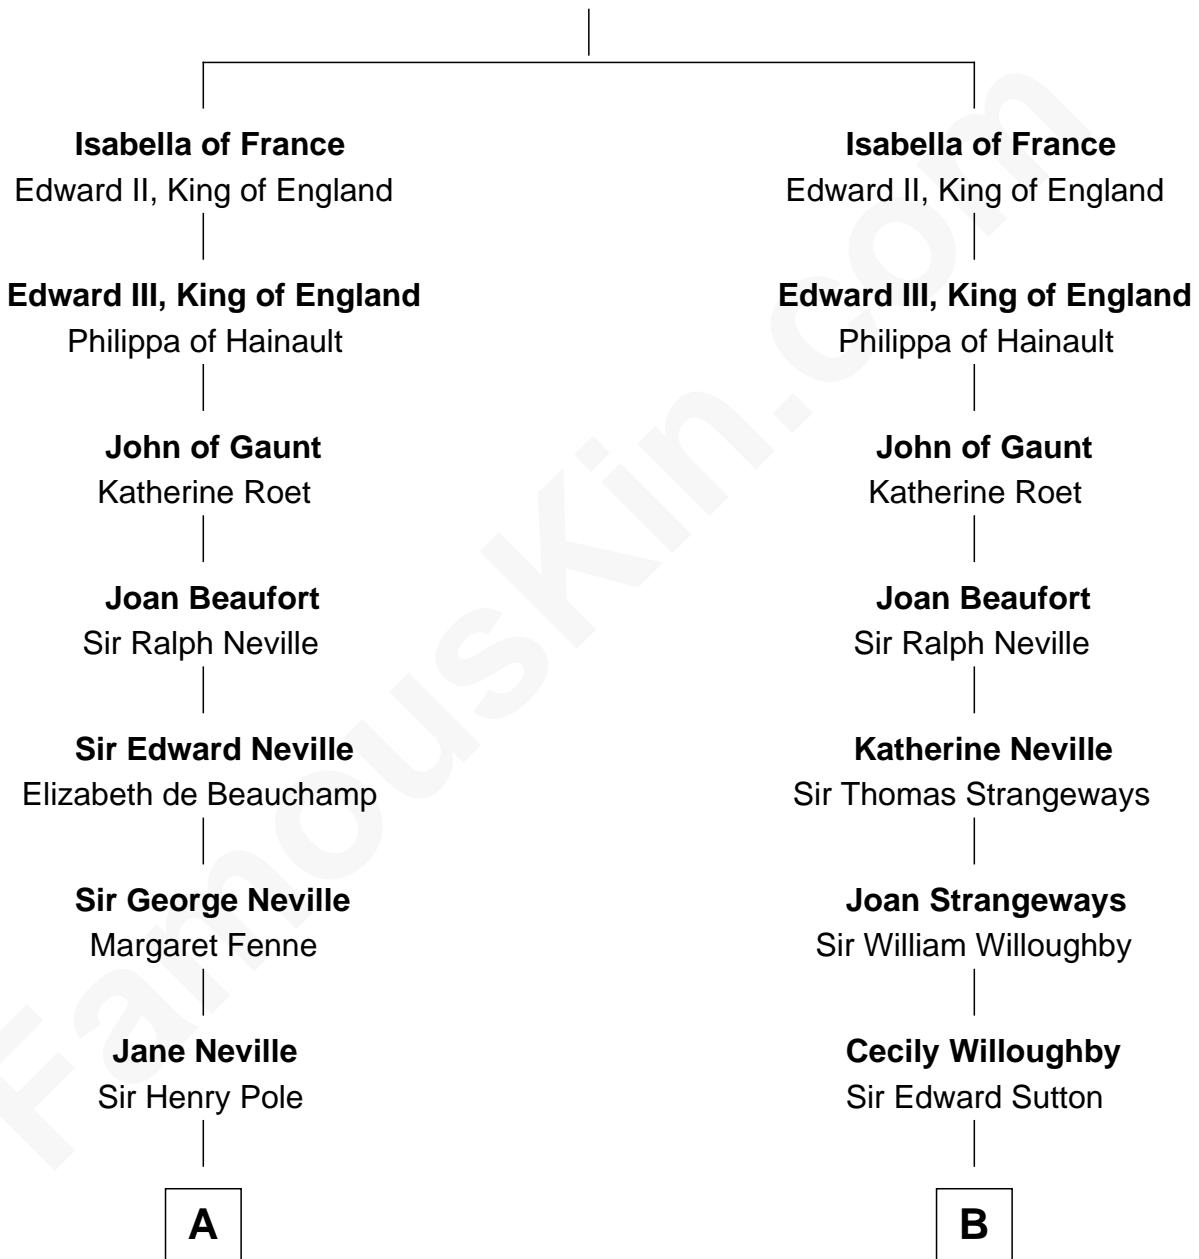 Isabella of France
Edward II, King of England
Edward III, King of England
Philippa of Hainault
John of Gaunt
Katherine Roet
Joan Beaufort
Sir Ralph Neville
Sir Edward Neville
Elizabeth de Beauchamp
Sir George Neville
Margaret Fenne
Jane Neville
Sir Henry Pole
A
Isabella of France
Edward II, King of England
Edward III, King of England
Philippa of Hainault
John of Gaunt
Katherine Roet
Joan Beaufort
Sir Ralph Neville
Katherine Neville
Sir Thomas Strangeways
Joan Strangeways
Sir William Willoughby
Cecily Willoughby
Sir Edward Sutton
B
FamousKin.com